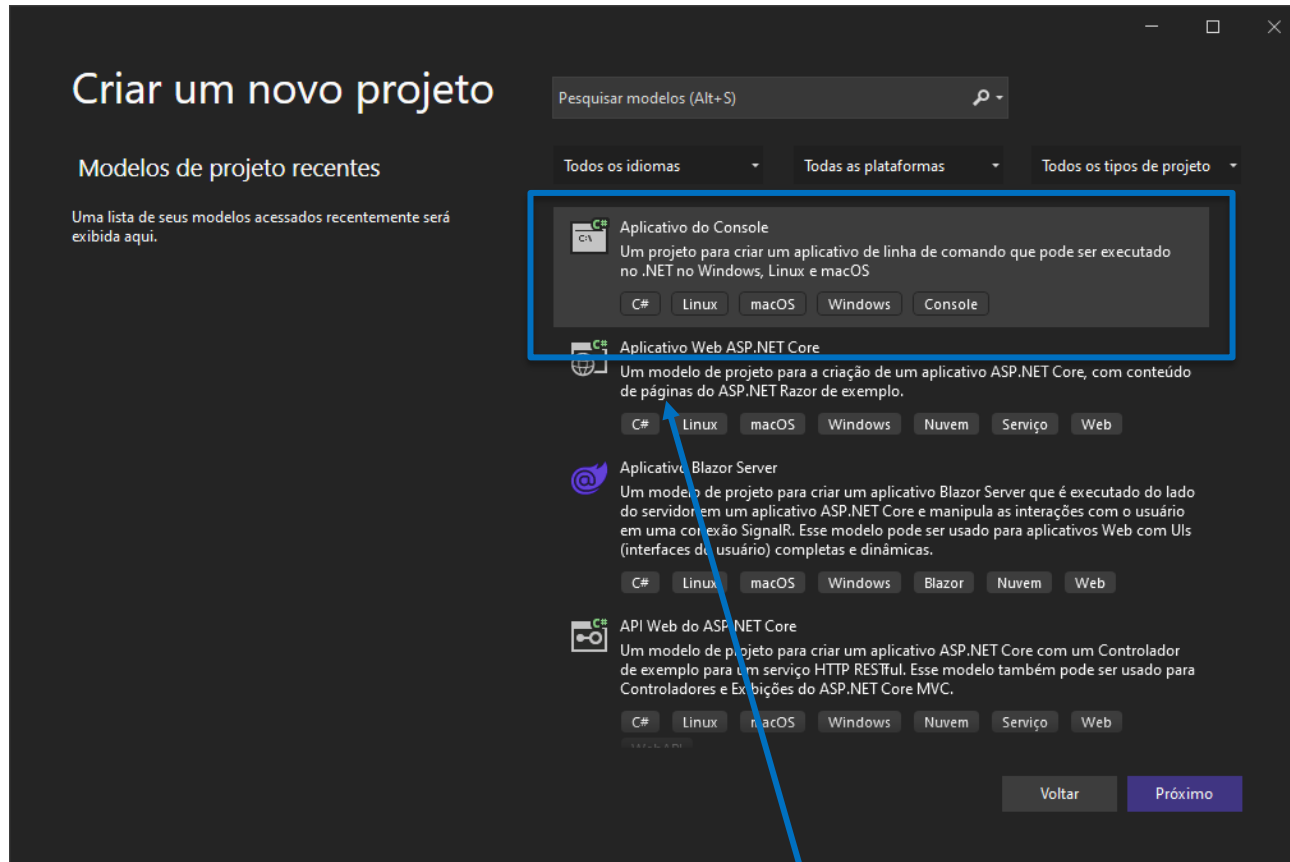 Criar um novo projeto
Pesquisar modelos (Alt+S)
Modelos de projeto recentes
Todos os idiomas
Todas as plataformas
Todos os tipos de projeto
Uma lista de seus modelos acessados recentemente será
exibida aqui.
C#
C:\
Aplicativo do Console
Um projeto para criar um aplicativo de linha de comando que pode ser executado
no .NET no Windows, Linux e macOS
C# Linux macOS Windows Console
C#
Aplicativo Web ASP.NET Core
Um modelo de projeto para a criação de um aplicativo ASP.NET Core, com conteúdo
de páginas do ASP.NET Razor de exemplo.
C# Linux macOS Windows Nuvem Serviço Web
Aplicativo Blazor Server
Um modelo de projeto para criar um aplicativo Blazor Server que é executado do lado
do servidor em um aplicativo ASP.NET Core e manipula as interações com o usuário
em uma conexão SignalR. Esse modelo pode ser usado para aplicativos Web com UIs
(interfaces do usuário) completas e dinâmicas.
C# Linux macOS Windows Blazor Nuvem Web
C#
API Web do ASP.NET Core
Um modelo de projeto para criar um aplicativo ASP.NET Core com um Controlador
de exemplo para um serviço HTTP RESTful. Esse modelo também pode ser usado para
Controladores e Exibições do ASP.NET Core MVC.
C# Linux macOS Windows Nuvem Serviço Web
WebAPI
Voltar
Próximo